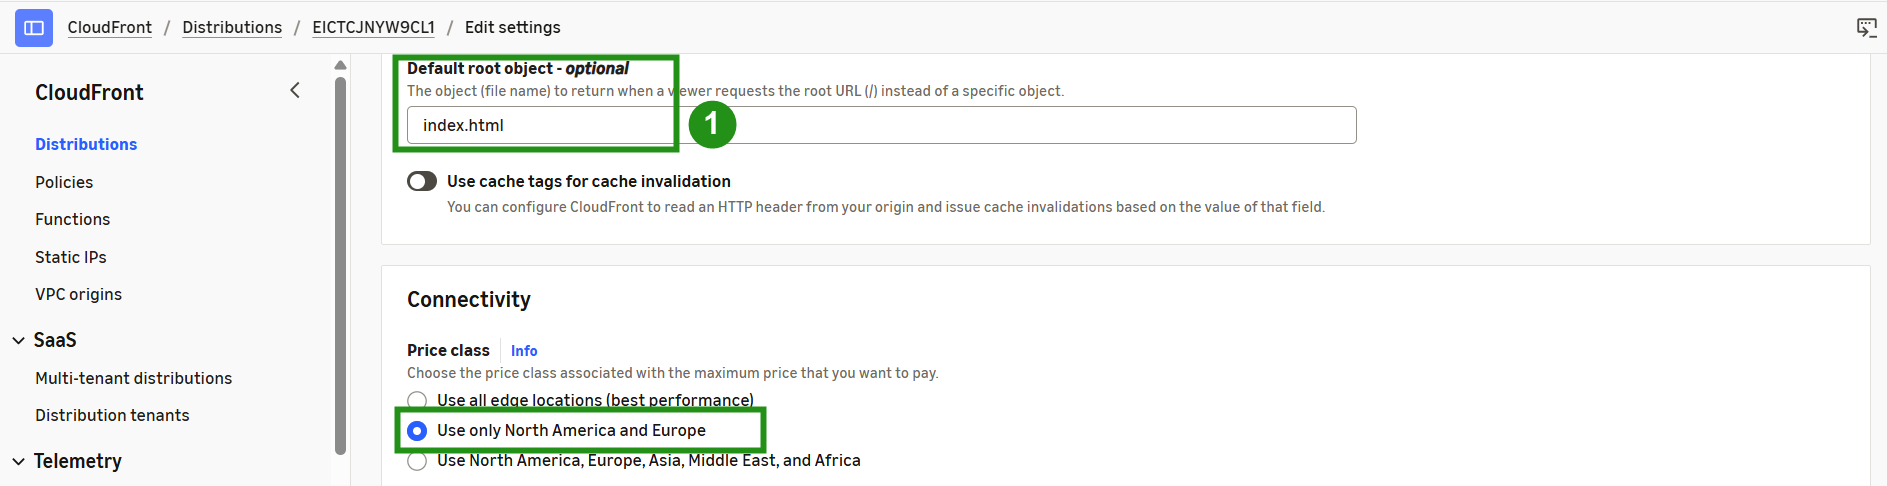 CloudFront / Distributions / EICTCJNYW9CL1 / Edit settings
CloudFront
Distributions
Policies
Functions
Static IPs
VPC origins
SaaS
Multi-tenant distributions
Distribution tenants
Telemetry
Default root object - optional
The object (file name) to return when a viewer requests the root URL (/) instead of a specific object.
index.html
1
Use cache tags for cache invalidation
You can configure CloudFront to read an HTTP header from your origin and issue cache invalidations based on the value of that field.
Connectivity
Price class Info
Choose the price class associated with the maximum price that you want to pay.
Use all edge locations (best performance)
Use only North America and Europe
Use North America, Europe, Asia, Middle East, and Africa